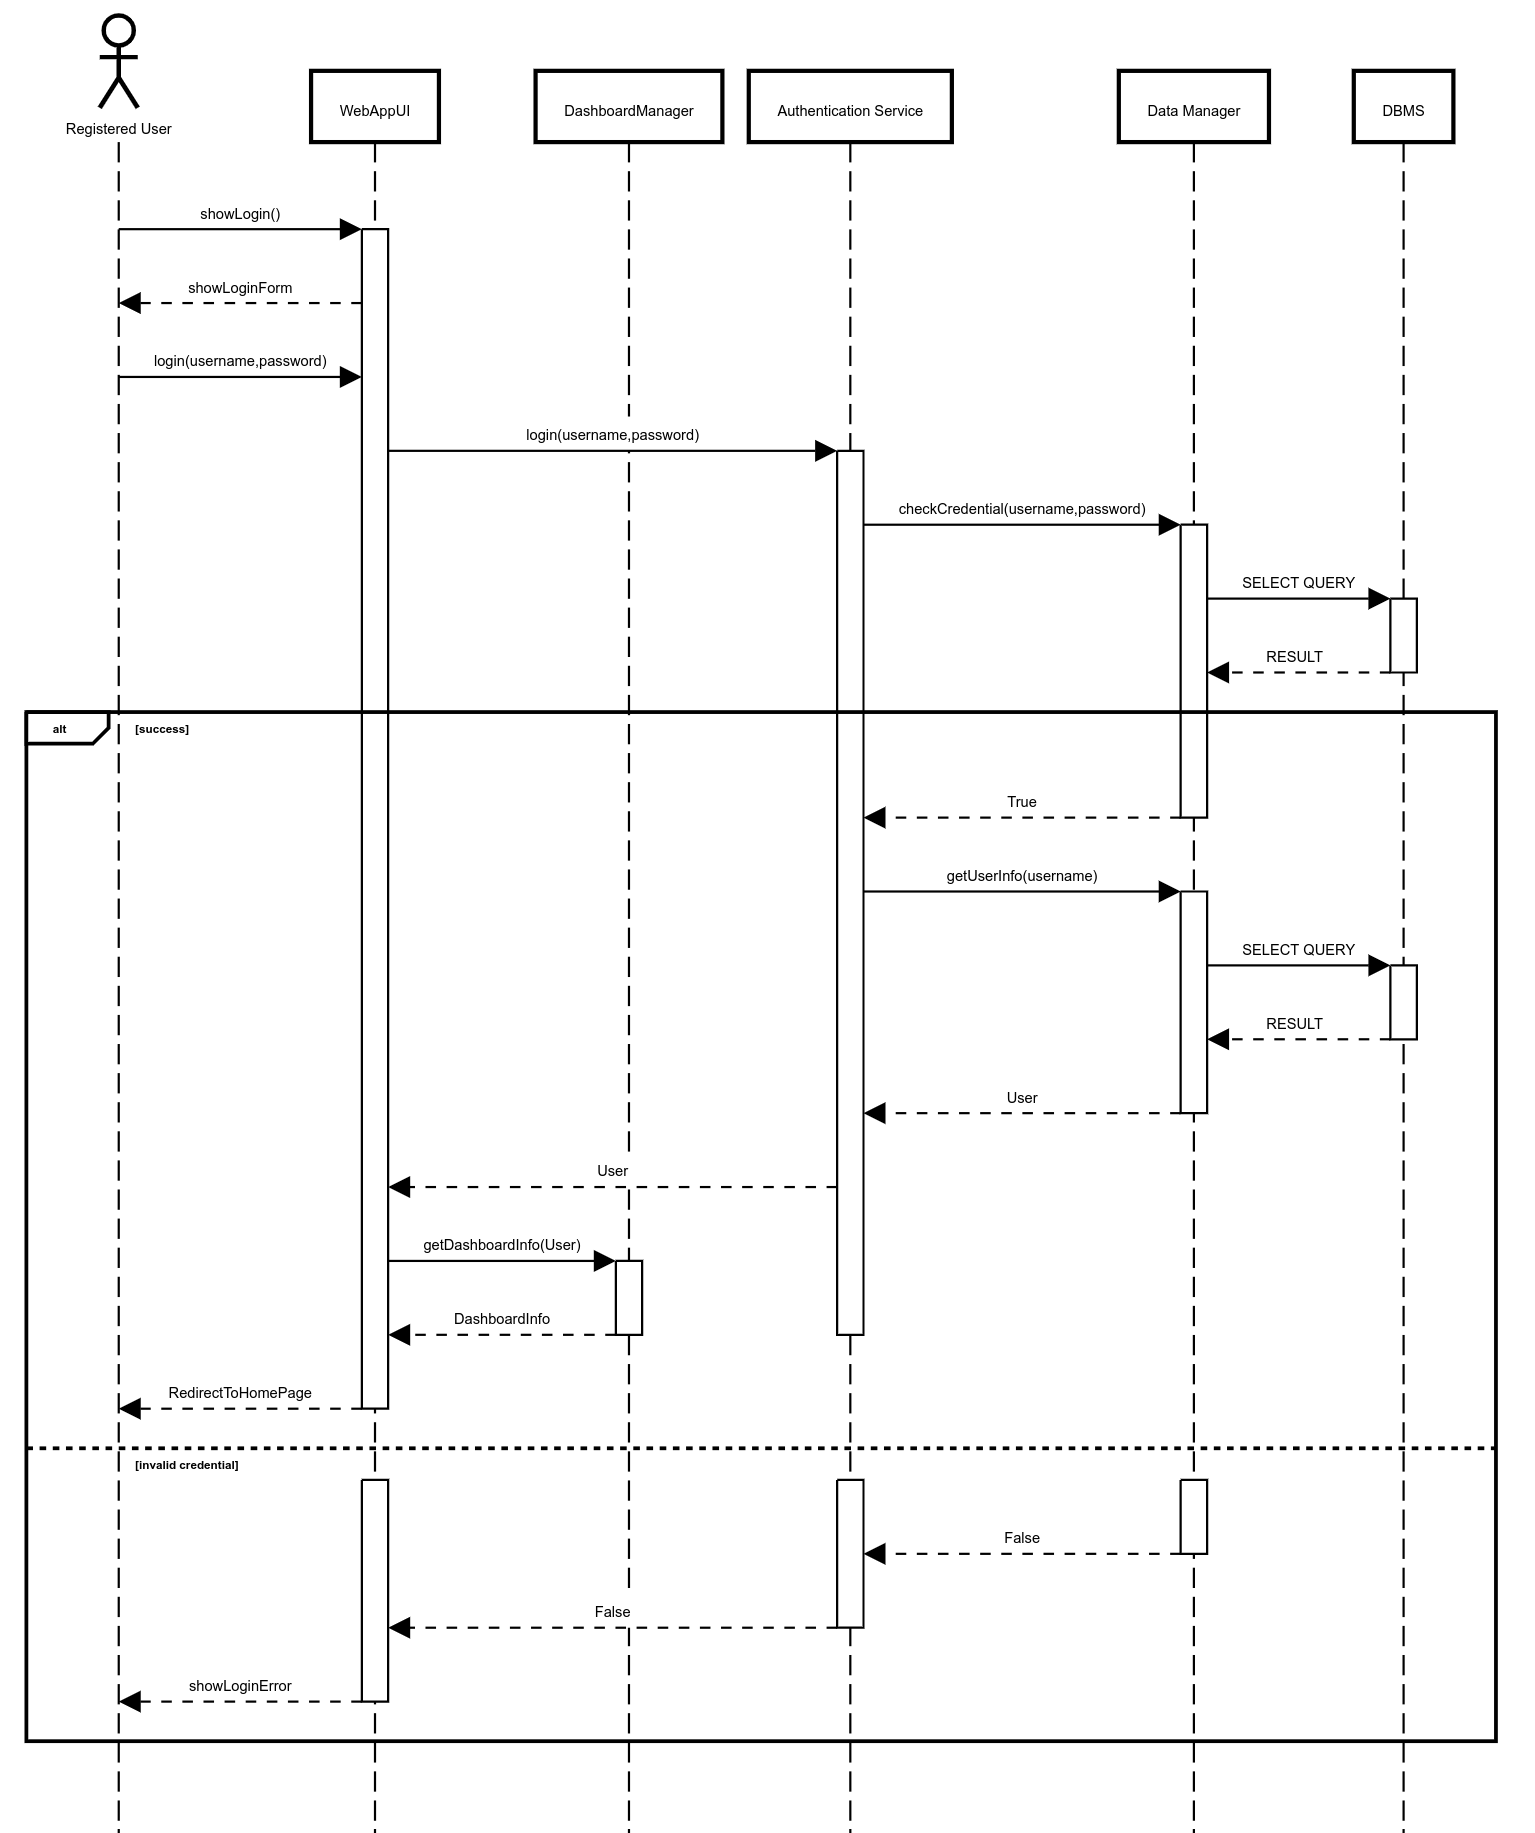 Registered User
WebAppUI
DashboardManager
Authentication Service
Data Manager
DBMS
showLogin()
showLoginForm
login(username,password)
login(username,password)
checkCredential(username,password)
SELECT QUERY
RESULT
alt
[success]
True
getUserInfo(username)
SELECT QUERY
RESULT
User
User
getDashboardInfo(User)
DashboardInfo
RedirectToHomePage
[invalid credential]
False
False
showLoginError